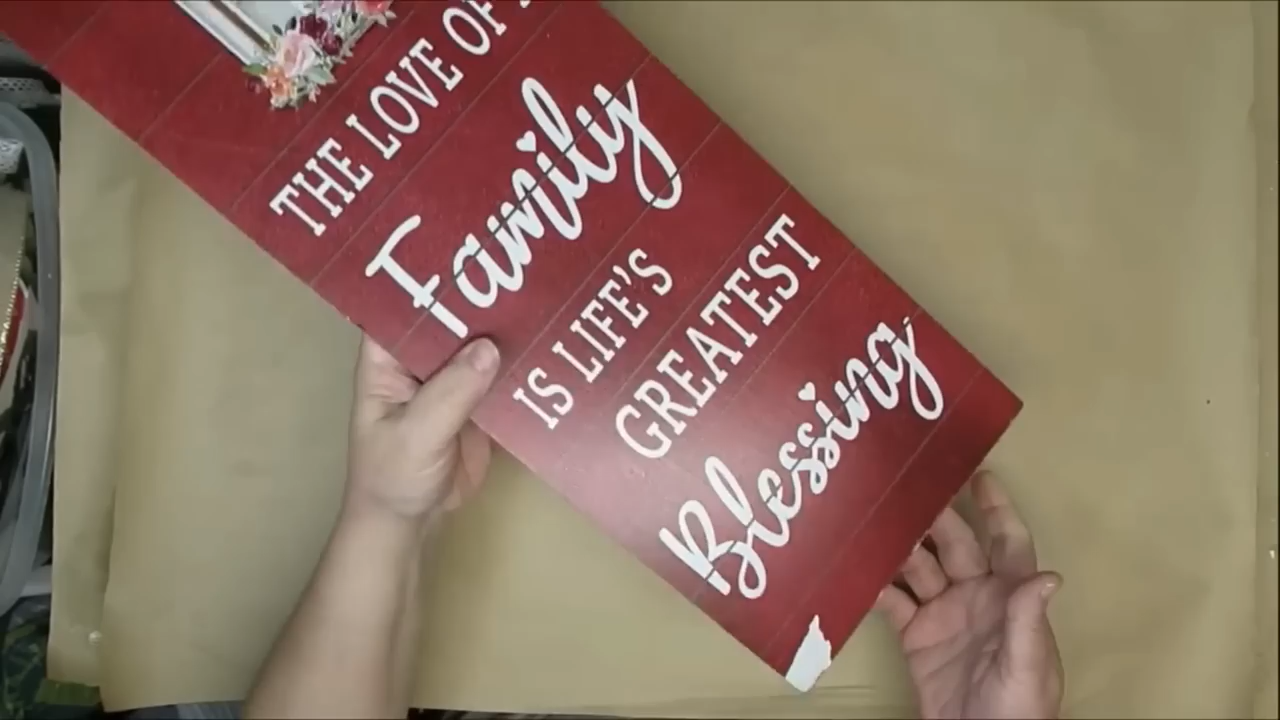 THE LOVE OF A
Family
IS LIFE'S
GREATEST
Blessing